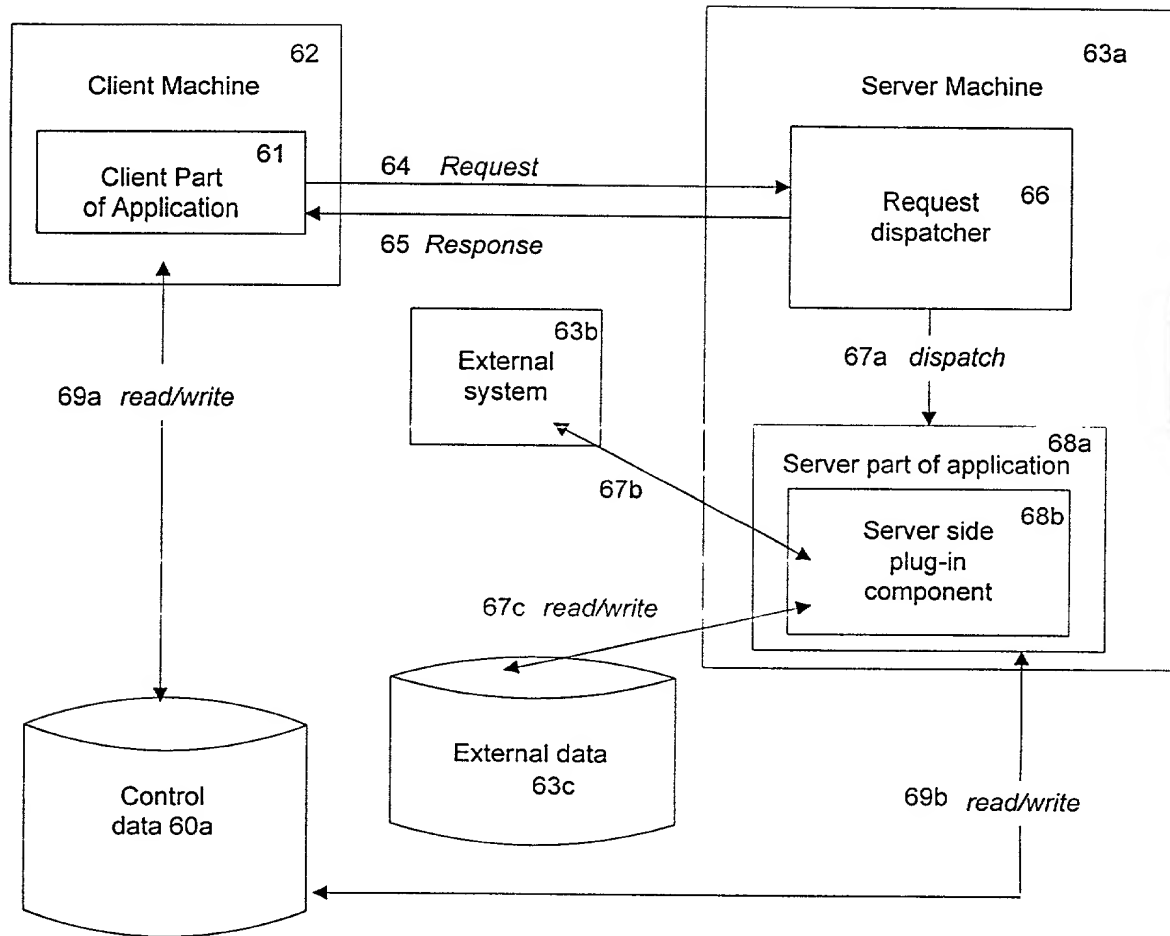 62
Client Machine
61
Client Part
of Application
63a
Server Machine
66
Request
dispatcher
64 Request
65 Response
63b
External
system
67a dispatch
69a read/write
67b
68a
Server part of application
68b
Server side
plug-in
component
67c read/write
External data
63c
Control
data 60a
69b read/write